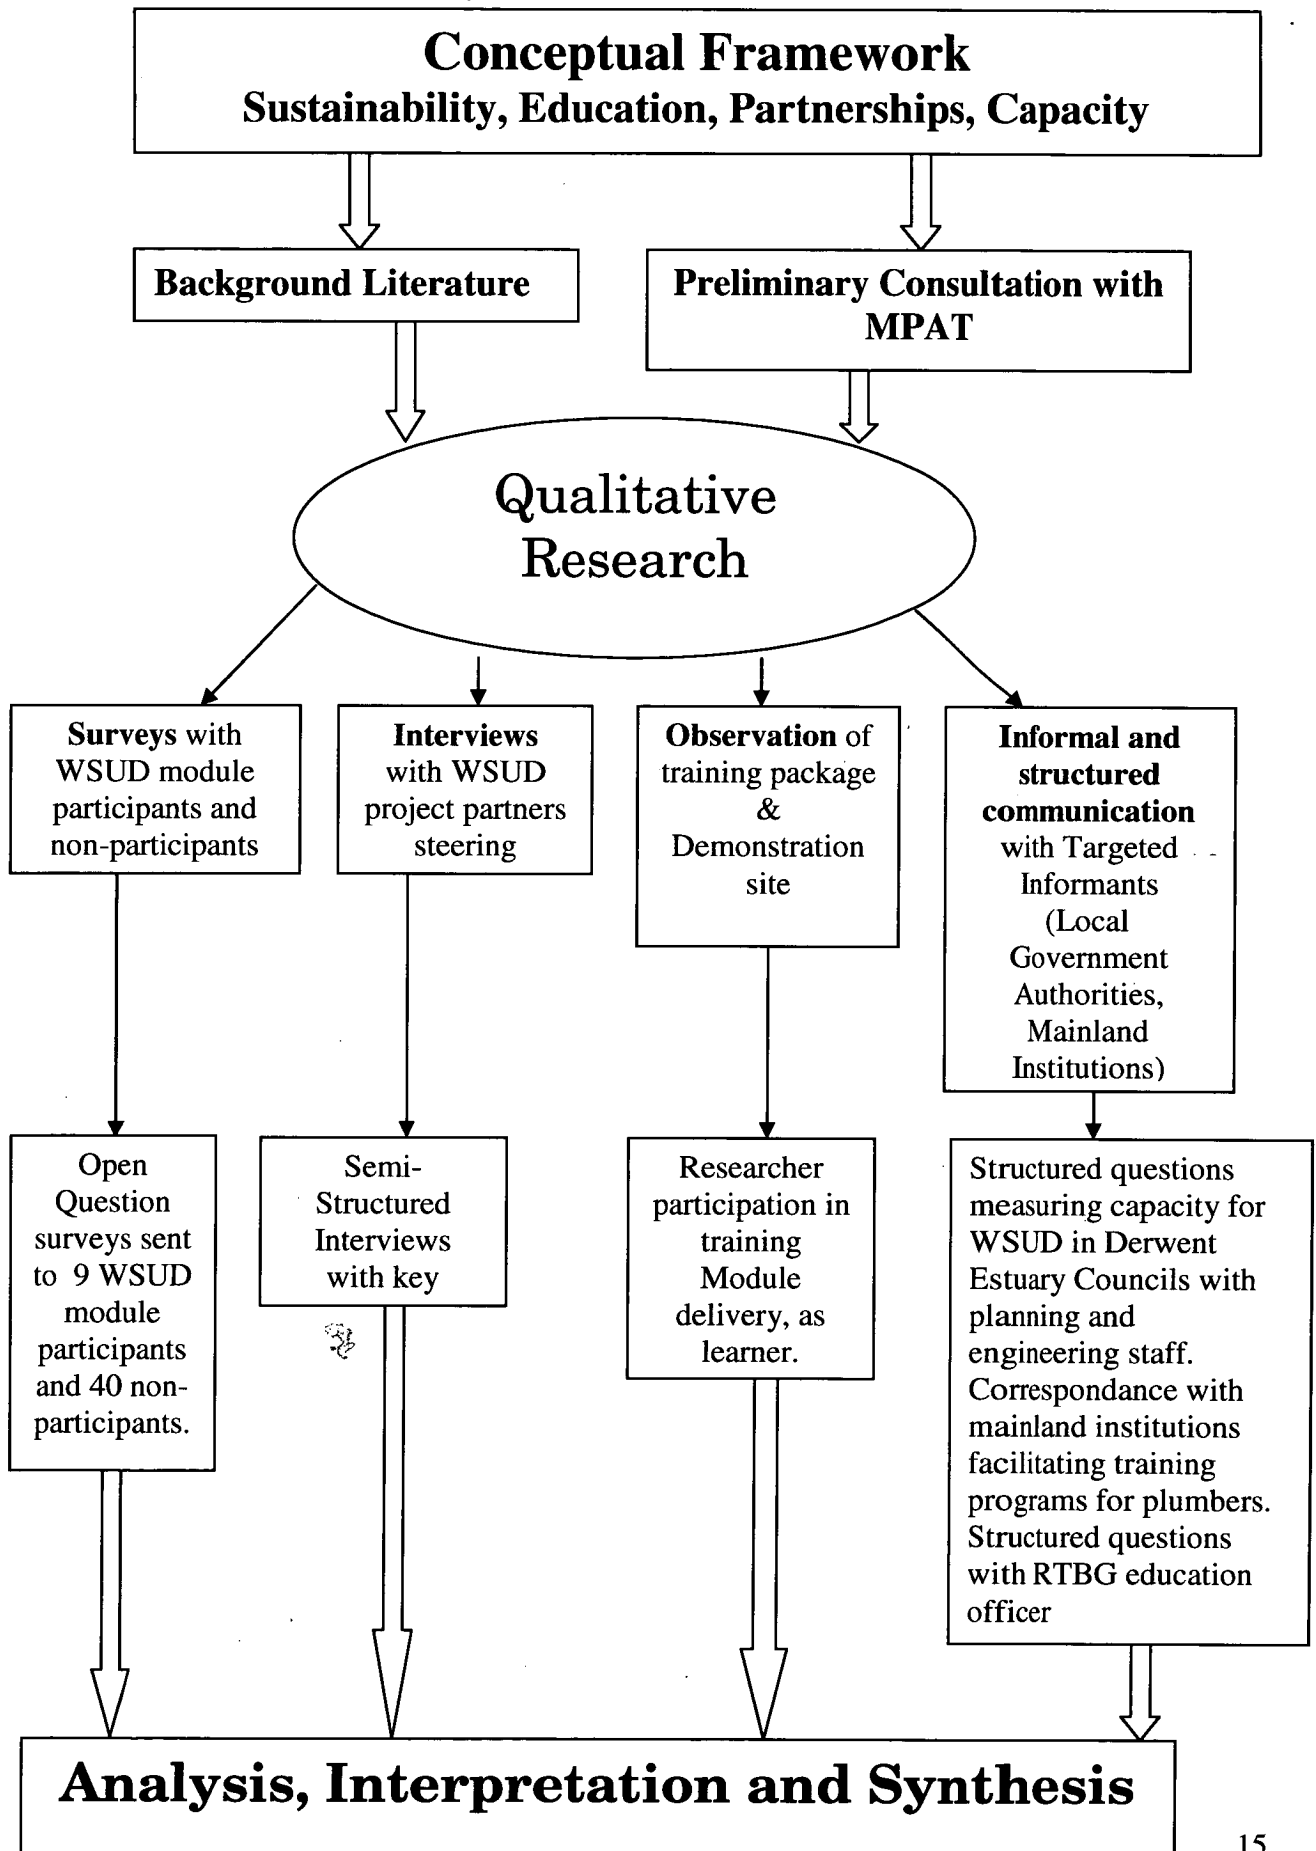 Conceptual Framework
Sustainability, Education, Partnerships, Capacity
Background Literature
Preliminary Consultation with
MPAT
Qualitative
Research
Surveys with
WSUD module
participants and
non-participants
Interviews
with WSUD
project partners
steering
Observation of
training package
&
Demonstration
site
Informal and
structured
communication
with Targeted
Informants
(Local
Government
Authorities,
Mainland
Institutions)
Open
Question
surveys sent
to 9 WSUD
module
participants
and 40 non-
participants.
Semi-
Structured
Interviews
with key
Researcher
participation in
training
Module
delivery, as
learner.
Structured questions
measuring capacity for
WSUD in Derwent
Estuary Councils with
planning and
engineering staff.
Correspondance with
mainland institutions
facilitating training
programs for plumbers.
Structured questions
with RTBG education
officer
Analysis, Interpretation and Synthesis
15